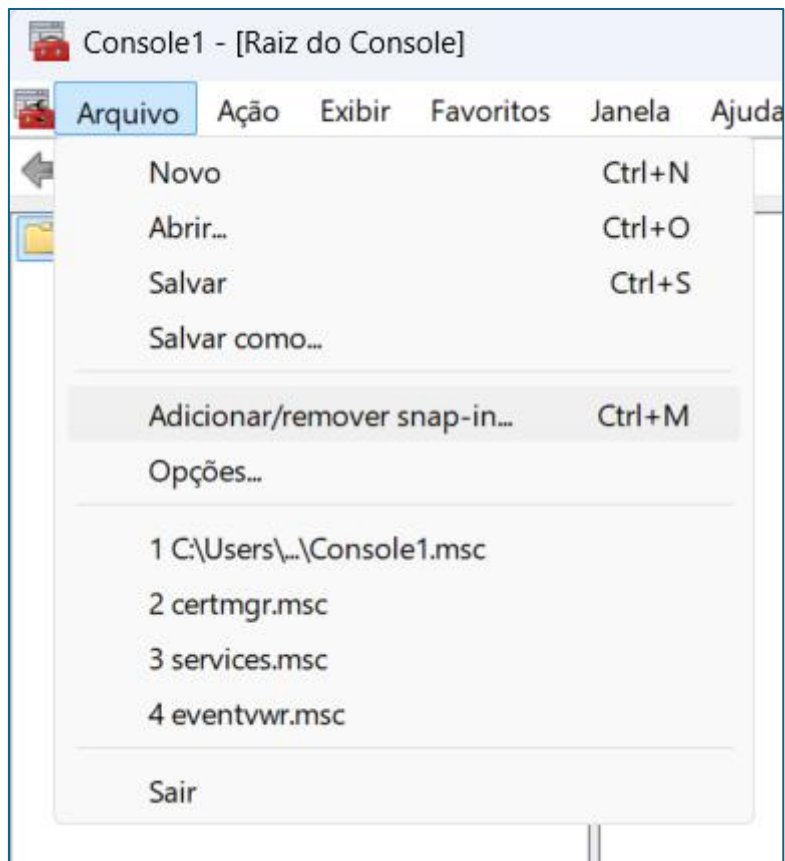 Console1 - [Raiz do Console]
Arquivo Ação Exibir Favoritos Janela Ajuda
Novo Ctrl+N
Abrir... Ctrl+O
Salvar Ctrl+S
Salvar como...
Adicionar/remover snap-in... Ctrl+M
Opções...
1 C:\Users\...\Console1.msc
2 certmgr.msc
3 services.msc
4 eventvwr.msc
Sair